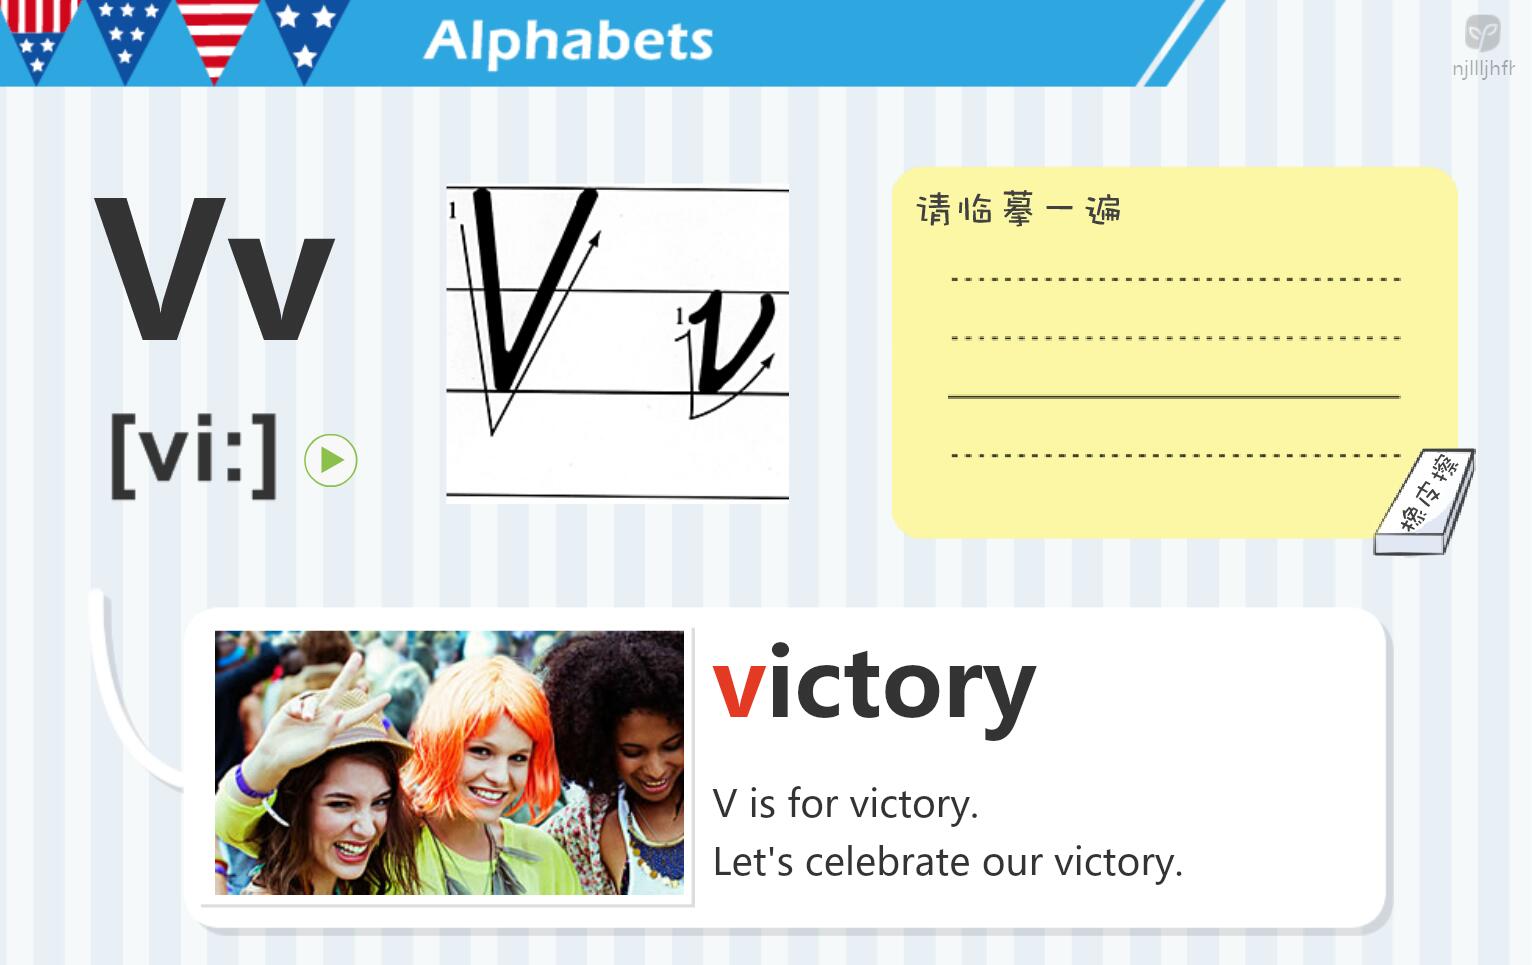 Alphabets
njllljhfh
Vv
1
V
1
v
[vi:]
请临摹一遍
橡皮擦
victory
V is for victory.
Let's celebrate our victory.